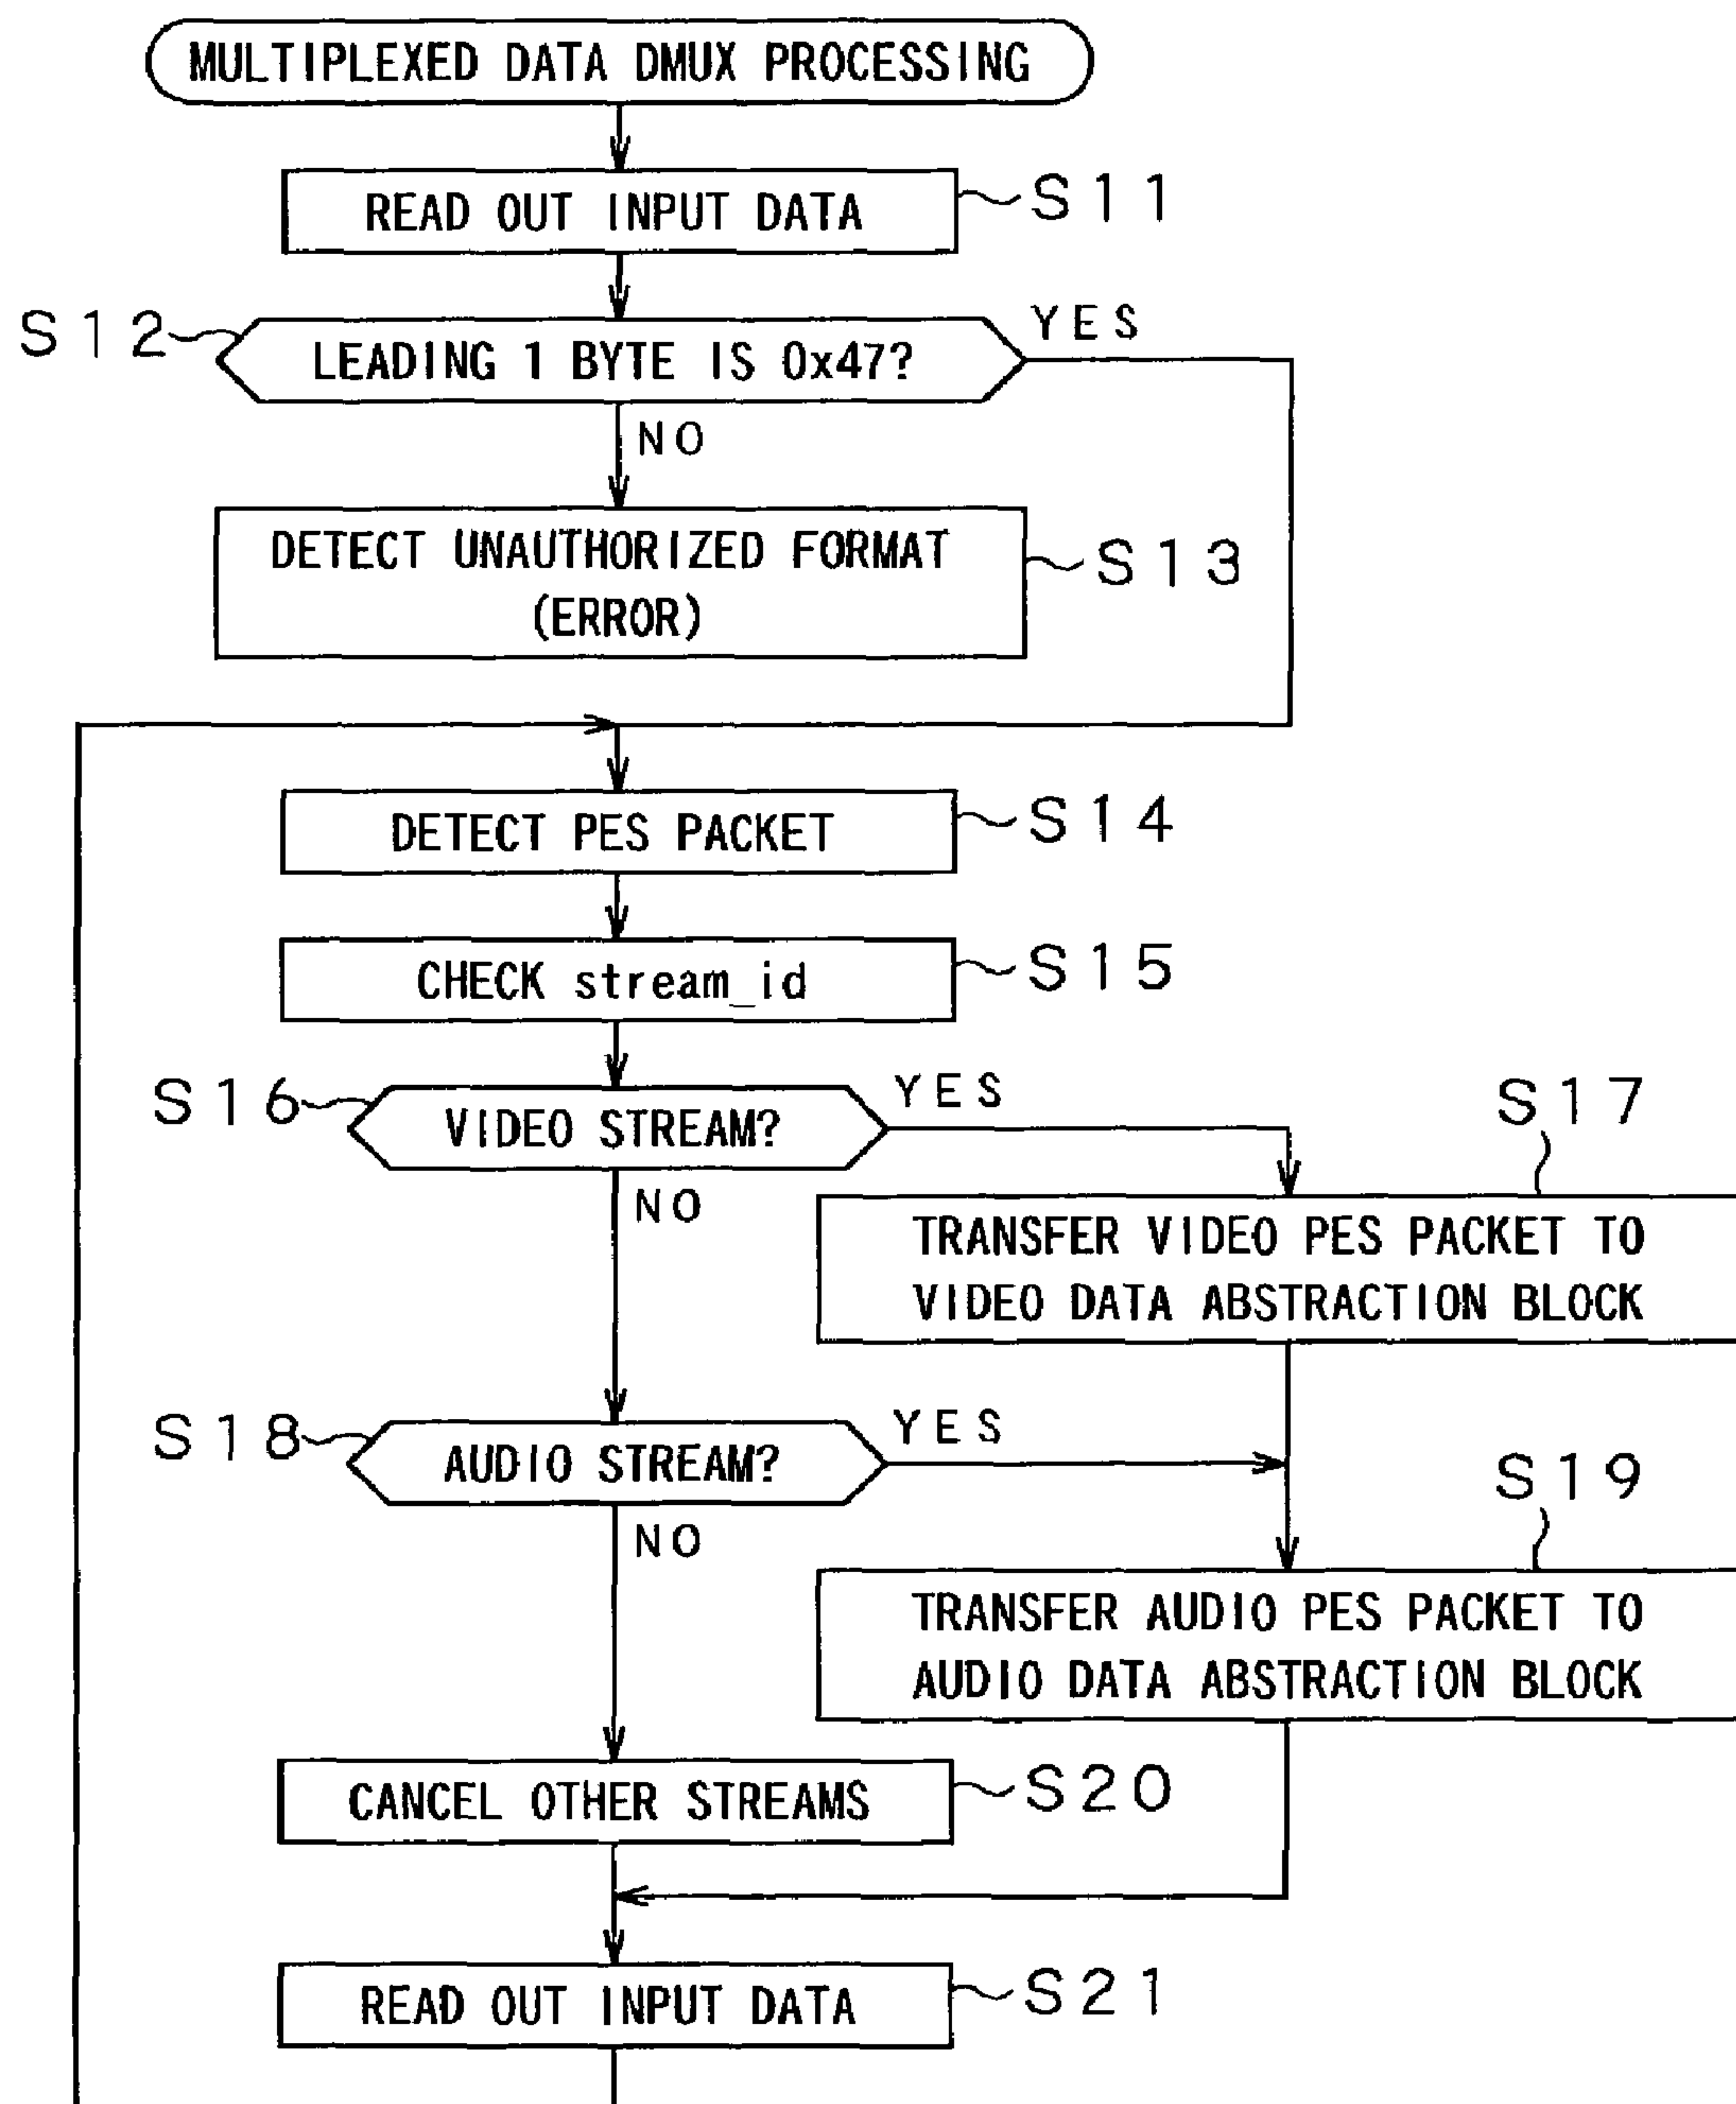 MULTIPLEXED DATA DMUX PROCESSING
READ OUT INPUT DATA
S11
S12
LEADING 1 BYTE IS 0x47?
YES
NO
DETECT UNAUTHORIZED FORMAT
(ERROR)
S13
DETECT PES PACKET
S14
CHECK stream_id
S15
S16
VIDEO STREAM?
YES
NO
S17
TRANSFER VIDEO PES PACKET TO
VIDEO DATA ABSTRACTION BLOCK
S18
AUDIO STREAM?
YES
NO
S19
TRANSFER AUDIO PES PACKET TO
AUDIO DATA ABSTRACTION BLOCK
CANCEL OTHER STREAMS
S20
READ OUT INPUT DATA
S21